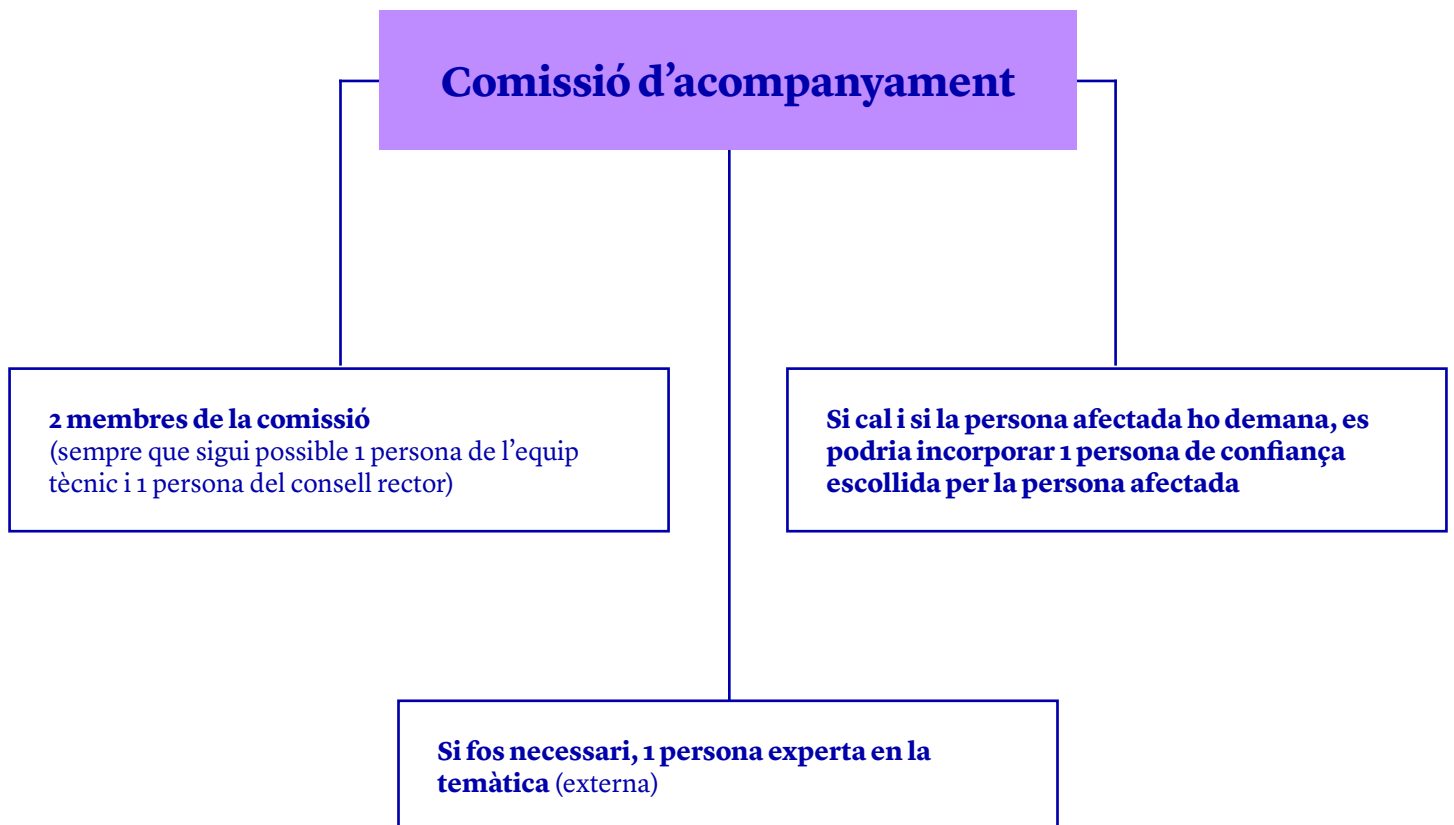 Comissió d’acompanyament
2 membres de la comissió
(sempre que sigui possible 1 persona de l’equip
tècnic i 1 persona del consell rector)
Si cal i si la persona afectada ho demana, es
podria incorporar 1 persona de confiança
escollida per la persona afectada
Si fos necessari, 1 persona experta en la
temàtica (externa)